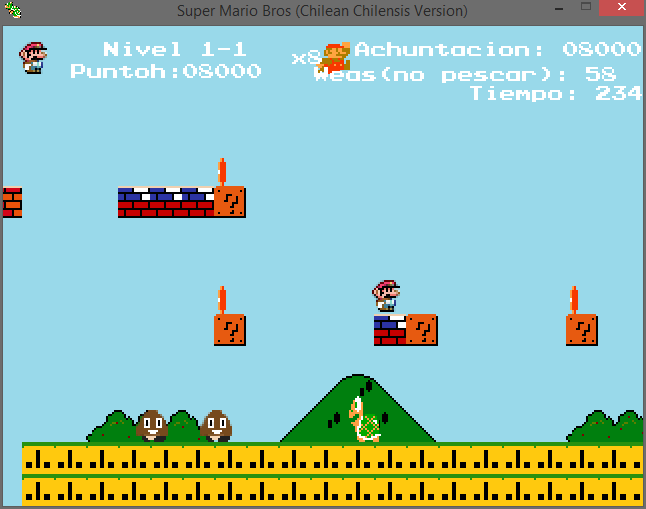 Super Mario Bros (Chilean Chilensis Version)
Nivel 1-1
Puntoh:08000
x8
Achuntacion: 08000
Weas(no pescar): 58
Tiempo: 234
?
?
?
?